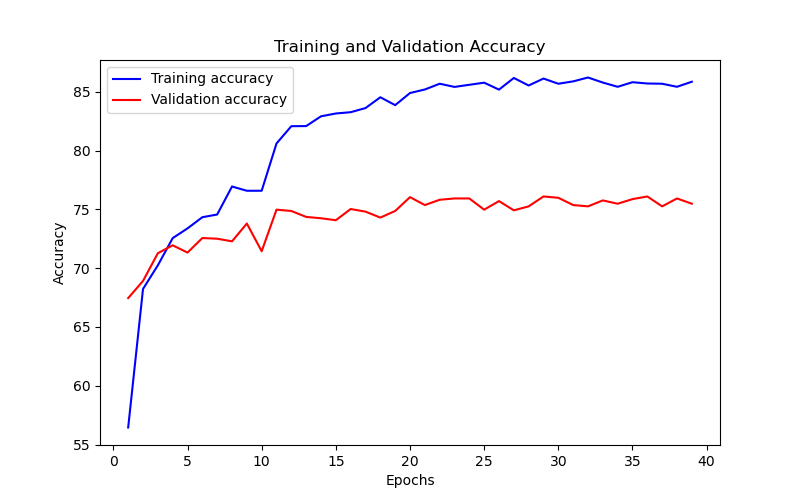 Training and Validation Accuracy
Training accuracy
Validation accuracy
85
80
75
70
65
60
55
Accuracy
0 5 10 15 20 25 30 35 40
Epochs